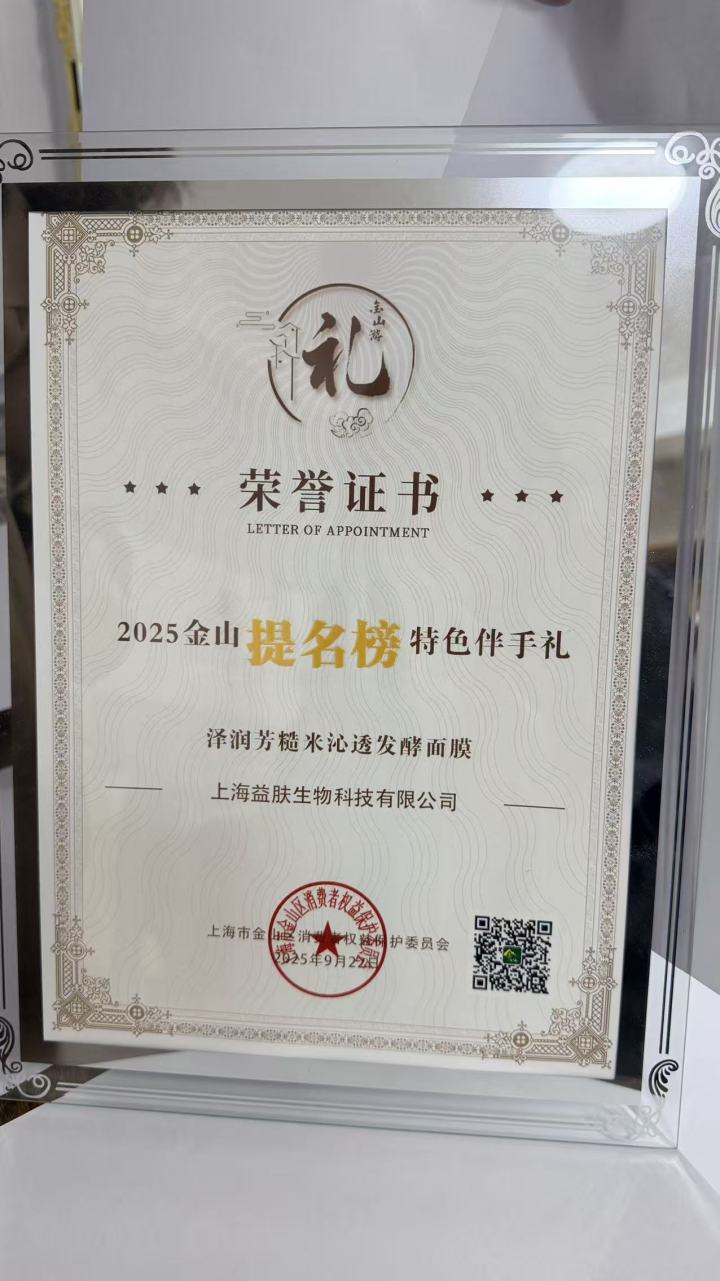 礼
金山游
荣誉证书
LETTER OF APPOINTMENT
2025金山提名榜特色伴手礼
泽润芳糙米沁透发酵面膜
上海益肤生物科技有限公司
上海市金山区消费者权益保护委员会
2025年9月22日